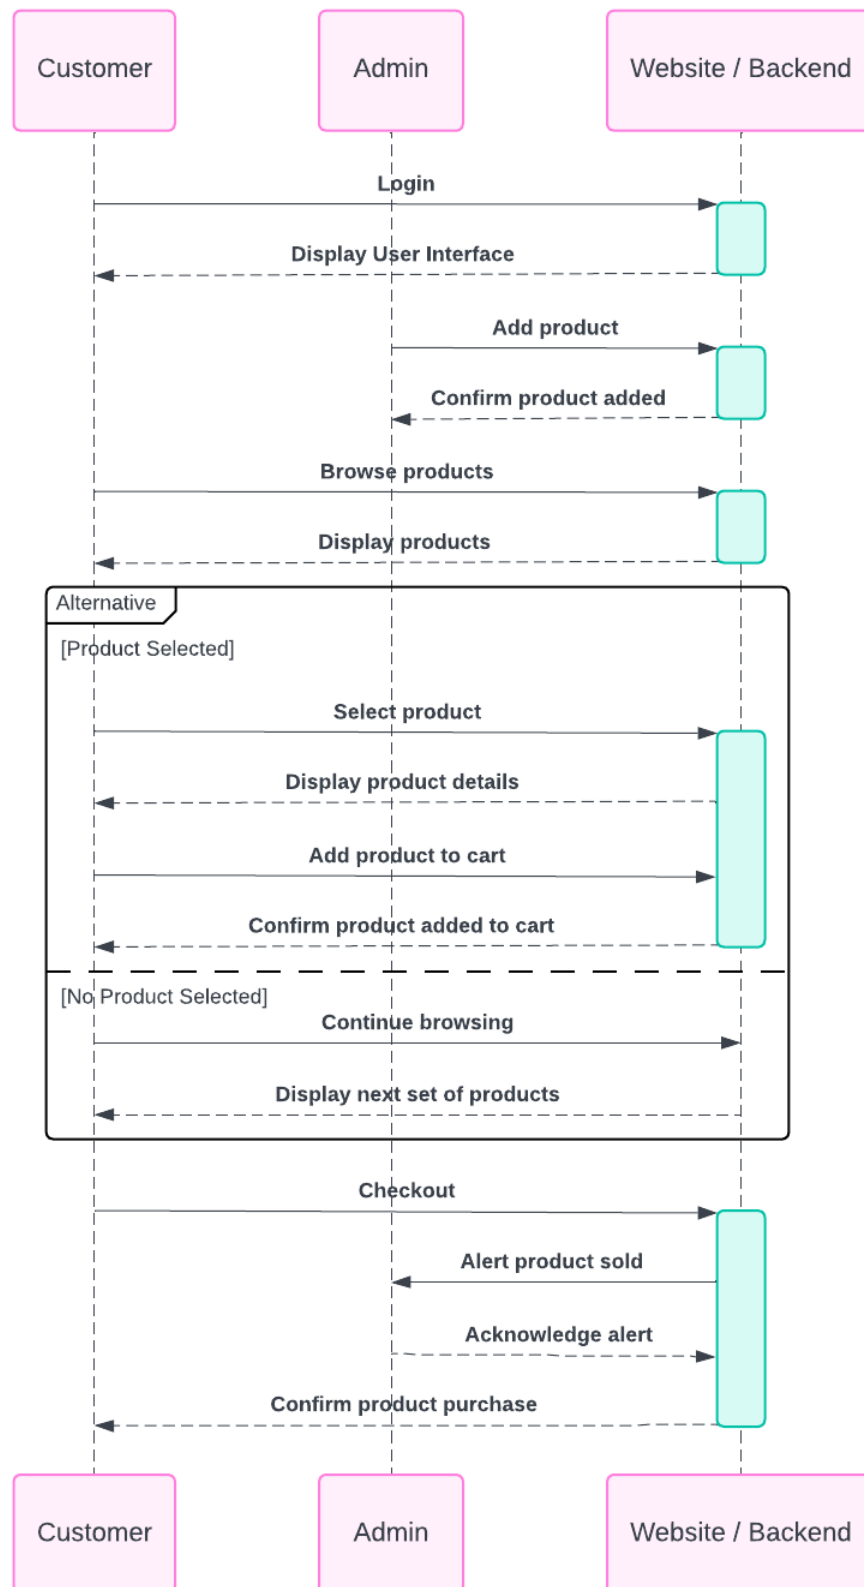 Customer
Admin
Website / Backend
Login
Display User Interface
Add product
Confirm product added
Browse products
Display products
Alternative
[Product Selected]
Select product
Display product details
Add product to cart
Confirm product added to cart
[No Product Selected]
Continue browsing
Display next set of products
Checkout
Alert product sold
Acknowledge alert
Confirm product purchase
Customer
Admin
Website / Backend